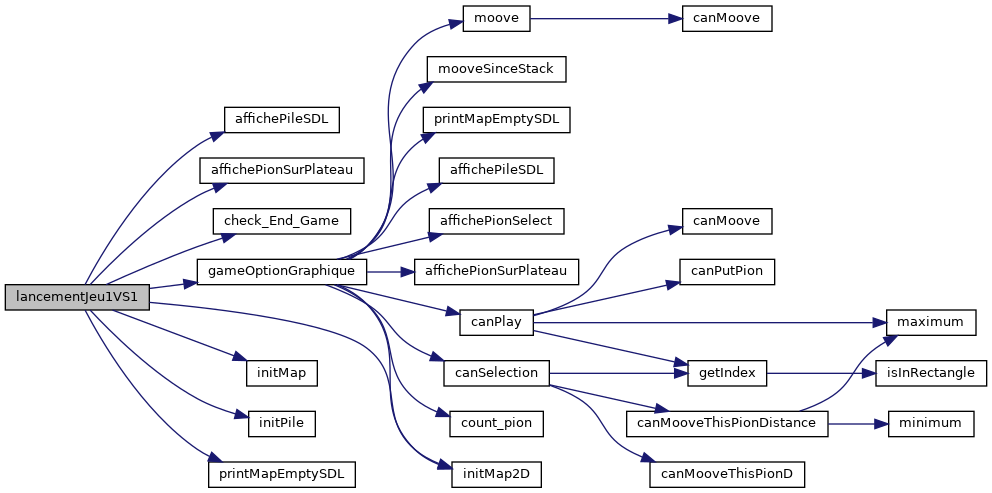 moove
canMoove
mooveSinceStack
affichePileSDL
printMapEmptySDL
affichePionSurPlateau
affichePileSDL
check_End_Game
affichePionSelect
canMoove
gameOptionGraphique
affichePionSurPlateau
canPutPion
lancementJeu1VS1
canPlay
maximum
initMap
canSelection
getIndex
isInRectangle
initPile
count_pion
canMooveThisPionDistance
minimum
printMapEmptySDL
initMap2D
canMooveThisPionD